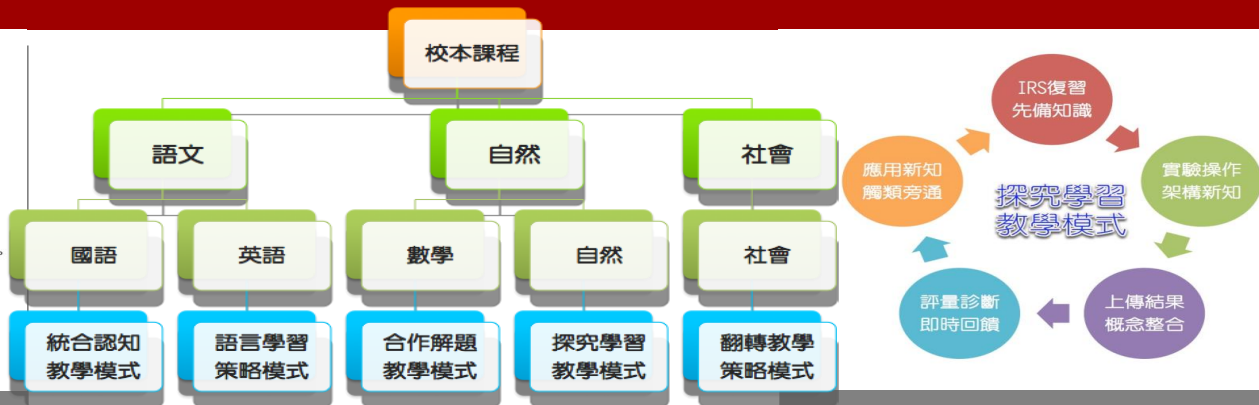 校本課程
語文
自然
社會
國語
英語
數學
自然
社會
統合認知
教學模式
語言學習
策略模式
合作解題
教學模式
探究學習
教學模式
翻轉教學
策略模式
IRS復習
先備知識
實驗操作
架構新知
上傳結果
概念整合
評量診斷
即時回饋
應用新知
觸類旁通
探究學習
教學模式